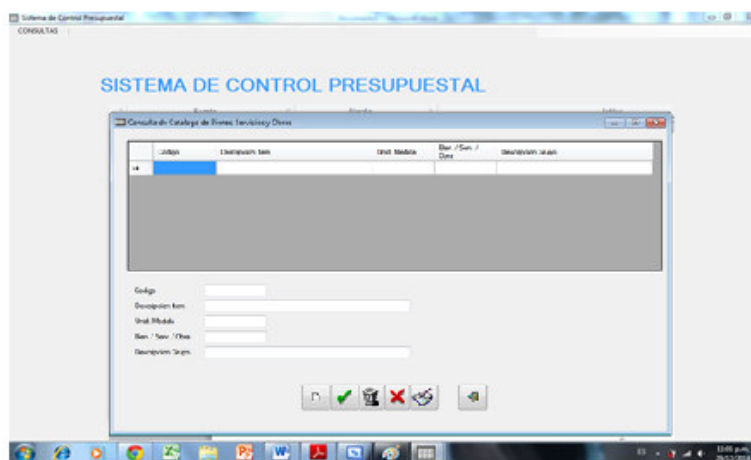 Sistema de Control Presupuestal
CONSULTAS
SISTEMA DE CONTROL PRESUPUESTAL
Consulta de Catalogo de Bienes Servicios y Obras
Codigo Descripcion Item Unid. Medida Bien / Serv. / Obra Descripcion Grupo
Codigo
Descripcion Item
Unid. Medida
Bien / Serv. / Obra
Descripcion Grupo
ES